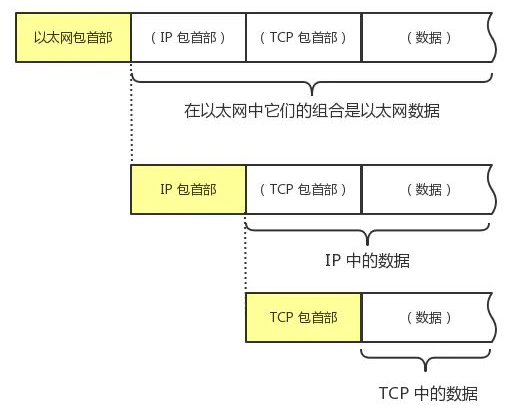 以太网包首部 （IP 包首部） （TCP 包首部） （数据）
在以太网中它们的组合是以太网数据
IP 包首部 （TCP 包首部） （数据）
IP 中的数据
TCP 包首部 （数据）
TCP 中的数据